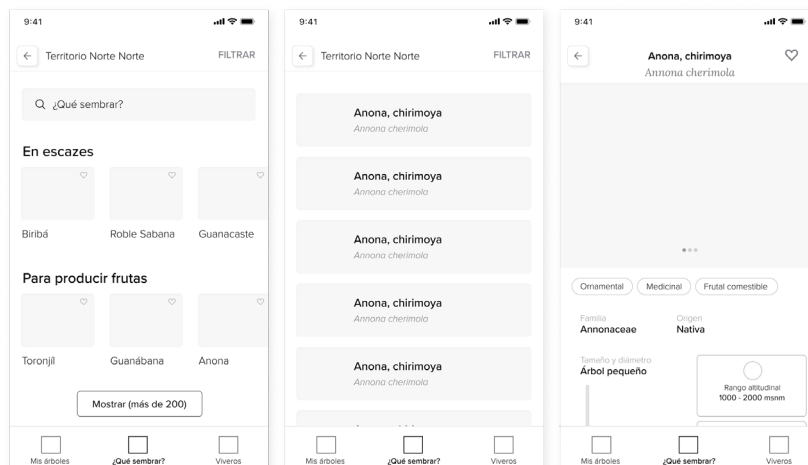 9:41
Territorio Norte Norte
FILTRAR
¿Qué sembrar?
En escazes
Biribá
Roble Sabana
Guanacaste
Para producir frutas
Toronjíl
Guanábana
Anona
Mostrar (más de 200)
Mis árboles
¿Qué sembrar?
Viveros
9:41
Territorio Norte Norte
FILTRAR
Anona, chirimoya
Annona cherimola
Anona, chirimoya
Annona cherimola
Anona, chirimoya
Annona cherimola
Anona, chirimoya
Annona cherimola
Anona, chirimoya
Annona cherimola
Mis árboles
¿Qué sembrar?
Viveros
9:41
Anona, chirimoya
Annona cherimola
Ornamental
Medicinal
Frutal comestible
Familia
Annonaceae
Origen
Nativa
Tamaño y diámetro
Árbol pequeño
Rango altitudinal
1000 - 2000 msnm
Mis árboles
¿Qué sembrar?
Viveros